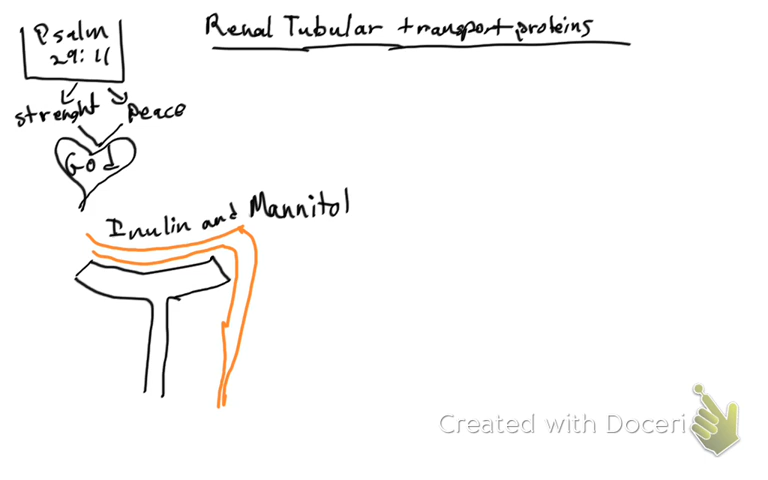 Psalm
29:11
Renal Tubular transport proteins
strenght
Peace
God
Inulin and Mannitol
Created with Doceri